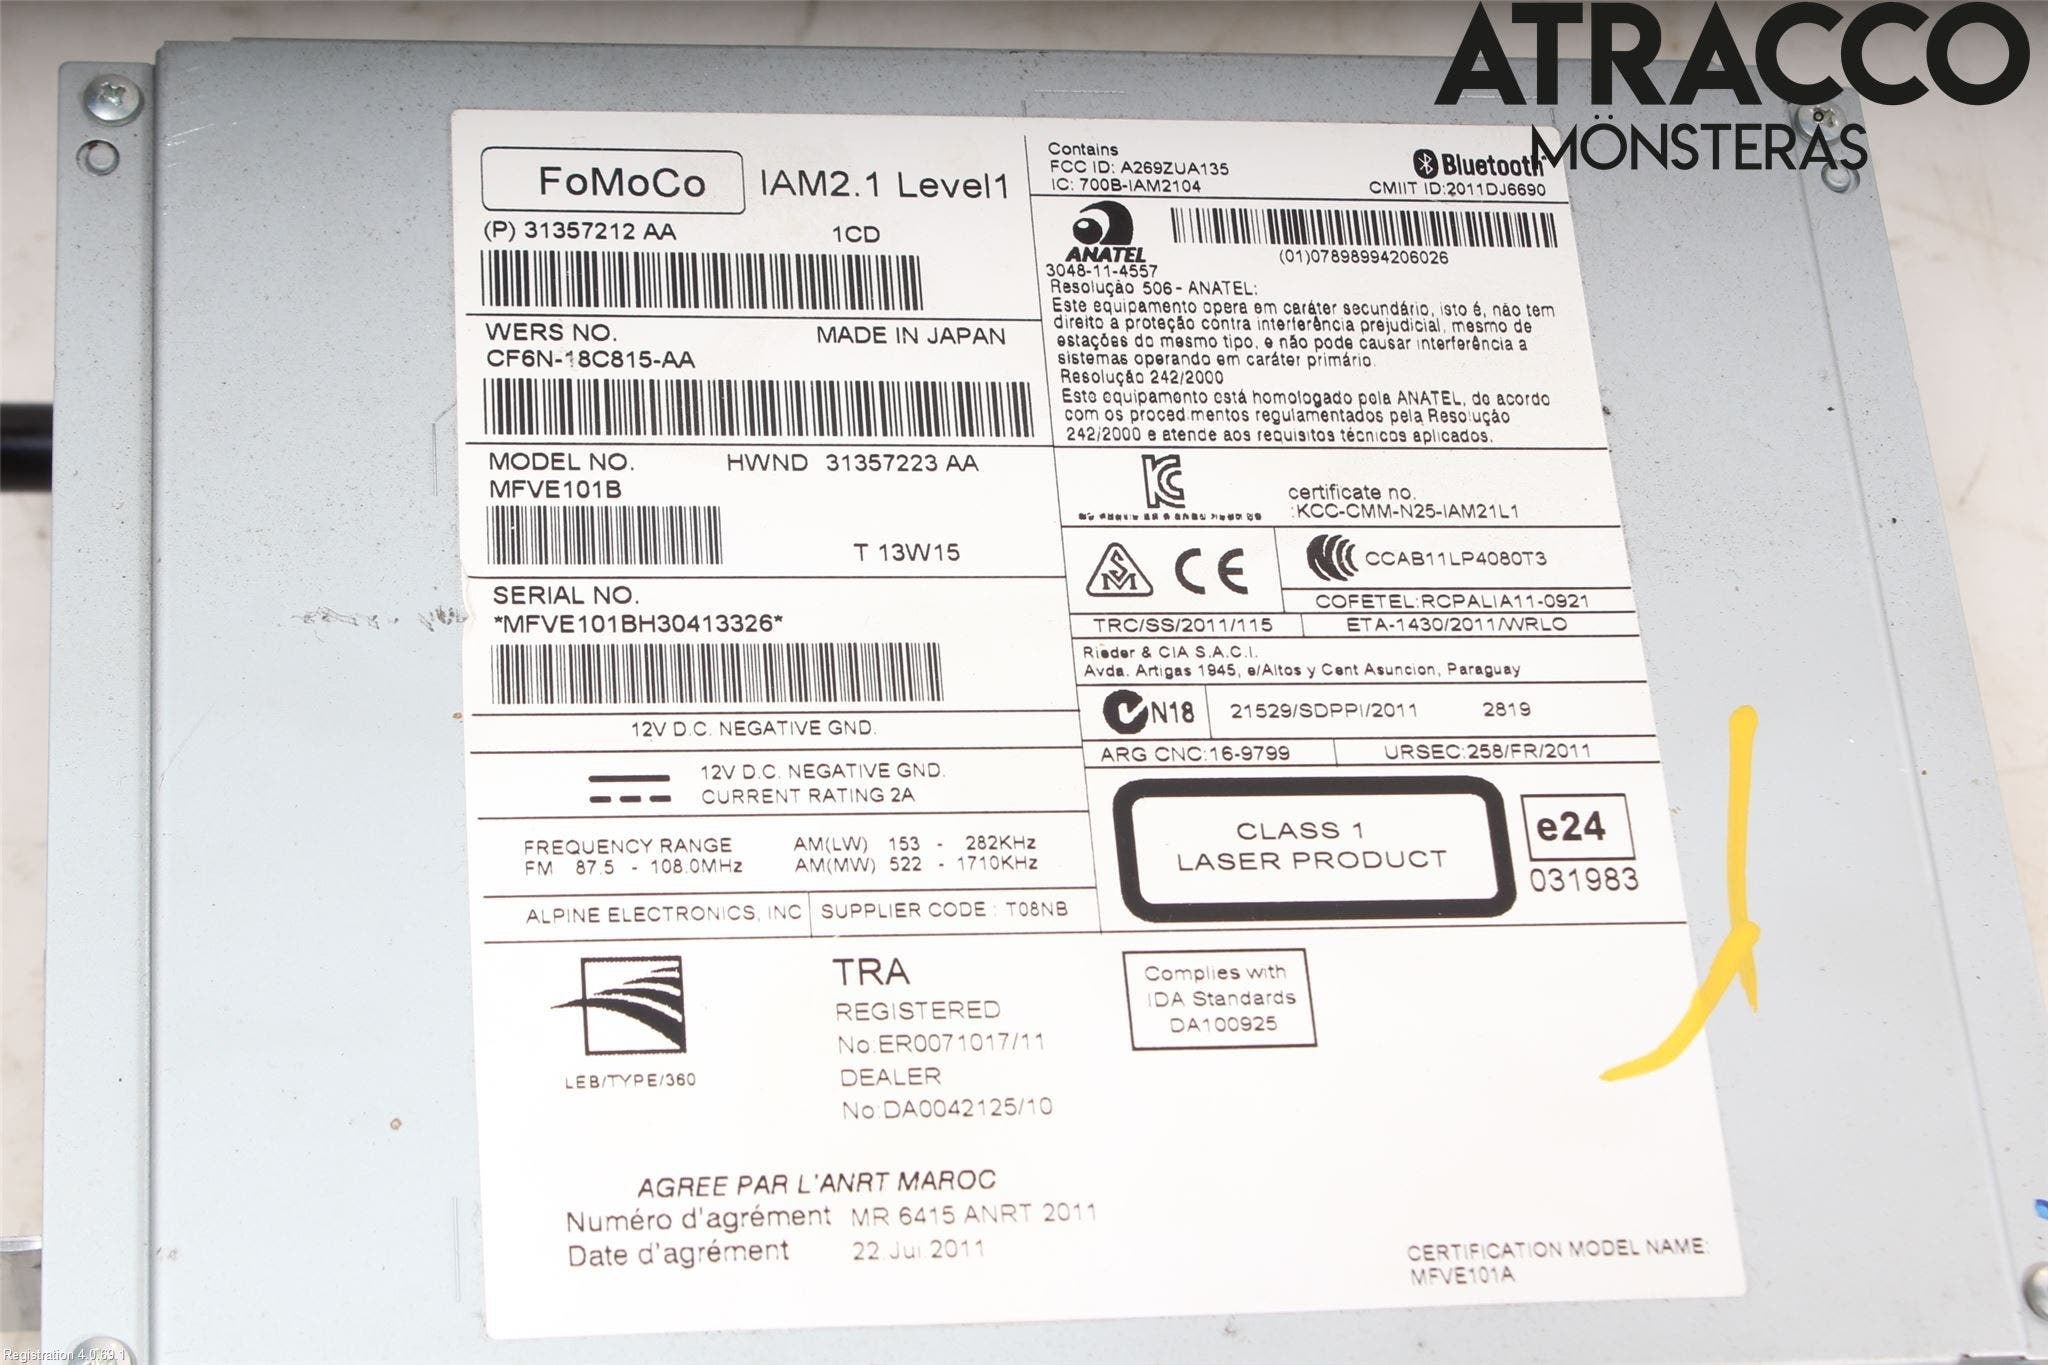 ATRACCO
MÖNSTERÅS
FoMoCo IAM2.1 Level1
(P) 31357212 AA 1CD
WERS NO. MADE IN JAPAN
CF6N-18C815-AA
MODEL NO. HWND 31357223 AA
MFVE101B
T 13W15
SERIAL NO.
*MFVE101BH30413326*
12V D.C. NEGATIVE GND.
12V D.C. NEGATIVE GND.
CURRENT RATING 2A
FREQUENCY RANGE AM(LW) 153 - 282KHz
FM 87.5 - 108.0MHz AM(MW) 522 - 1710KHz
ALPINE ELECTRONICS, INC SUPPLIER CODE : T08NB
Contains
FCC ID: A269ZUA135
IC: 700B-IAM2104
Bluetooth
CMIIT ID:2011DJ6690
ANATEL
(01)07898994206026
3048-11-4557
Resolução 506 - ANATEL:
Este equipamento opera em caráter secundário, isto é, não tem
direito a proteção contra interferência prejudicial, mesmo de
estações do mesmo tipo, e não pode causar interferência a
sistemas operando em caráter primário.
Resolução 242/2000
Este equipamento está homologado pela ANATEL, de acordo
com os procedimentos regulamentados pela Resolução
242/2000 e atende aos requisitos técnicos aplicados.
KC
certificate no.
:KCC-CMM-N25-IAM21L1
SM CE CCAB11LP4080T3
COFETEL:RCPALIA11-0921
TRC/SS/2011/115 ETA-1430/2011/WRLO
Rieder & CIA S.A.C.I.
Avda. Artigas 1945, e/Altos y Cent Asuncion, Paraguay
N18 21529/SDPPI/2011 2819
ARG CNC:16-9799 URSEC:258/FR/2011
CLASS 1
LASER PRODUCT
e24
031983
LEB/TYPE/360
TRA
REGISTERED
No:ER0071017/11
DEALER
No:DA0042125/10
Complies with
IDA Standards
DA100925
AGREE PAR L'ANRT MAROC
Numéro d'agrément MR 6415 ANRT 2011
Date d'agrément 22.Jui.2011
CERTIFICATION MODEL NAME:
MFVE101A
Registration 4.0.69.1